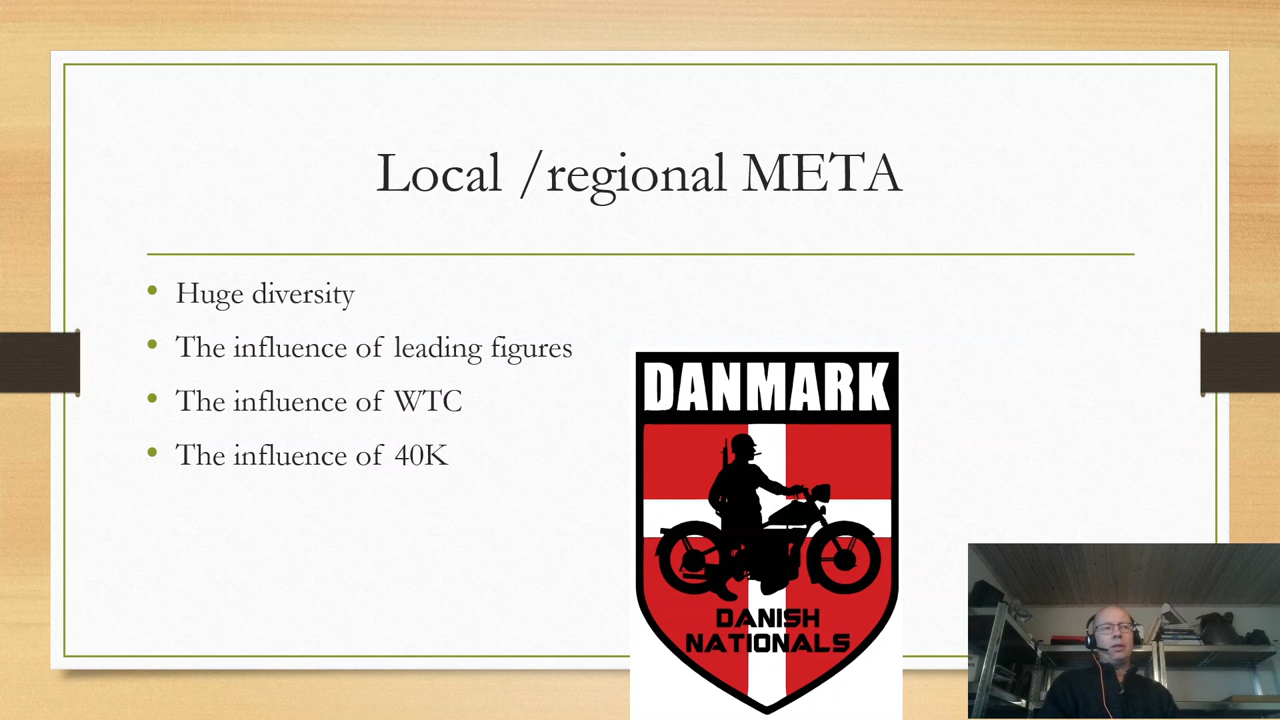 Local /regional META
Huge diversity
The influence of leading figures
The influence of WTC
The influence of 40K
DANMARK
DANISH
NATIONALS